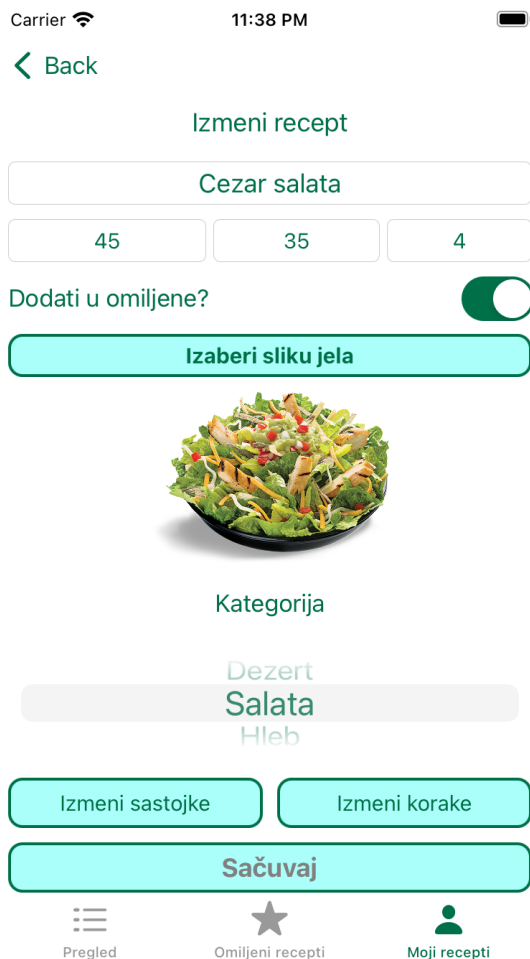 Carrier 11:38 PM
Back
Izmeni recept
Cezar salata
45 35 4
Dodati u omiljene?
Izaberi sliku jela
Kategorija
Dezert
Salata
Hleb
Izmeni sastojke Izmeni korake
Sačuvaj
Pregled Omiljeni recepti Moji recepti